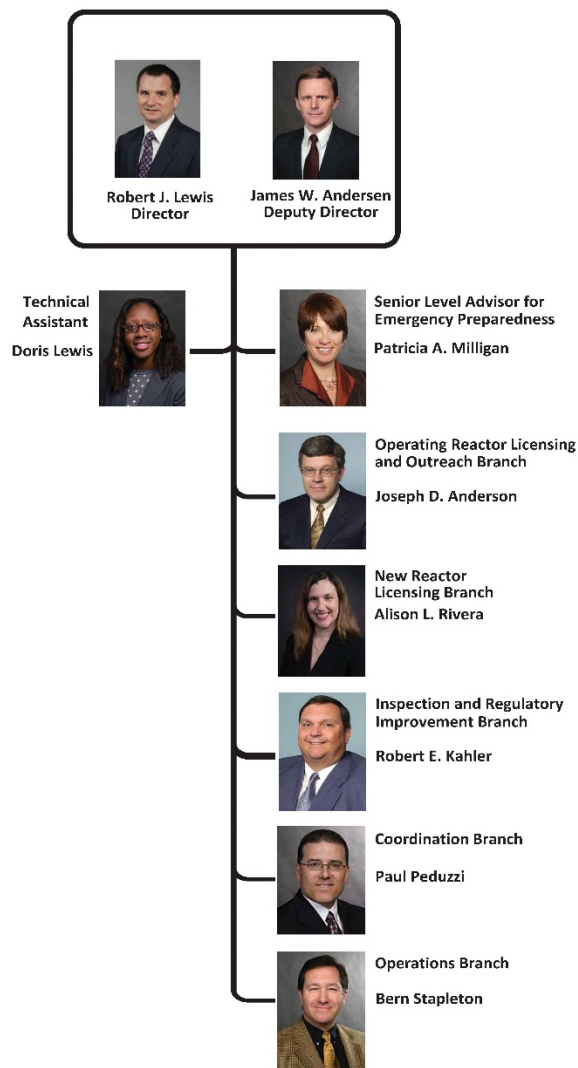 Robert J. Lewis
Director
James W. Andersen
Deputy Director
Technical
Assistant
Doris Lewis
Senior Level Advisor for
Emergency Preparedness
Patricia A. Milligan
Operating Reactor Licensing
and Outreach Branch
Joseph D. Anderson
New Reactor
Licensing Branch
Alison L. Rivera
Inspection and Regulatory
Improvement Branch
Robert E. Kahler
Coordination Branch
Paul Peduzzi
Operations Branch
Bern Stapleton